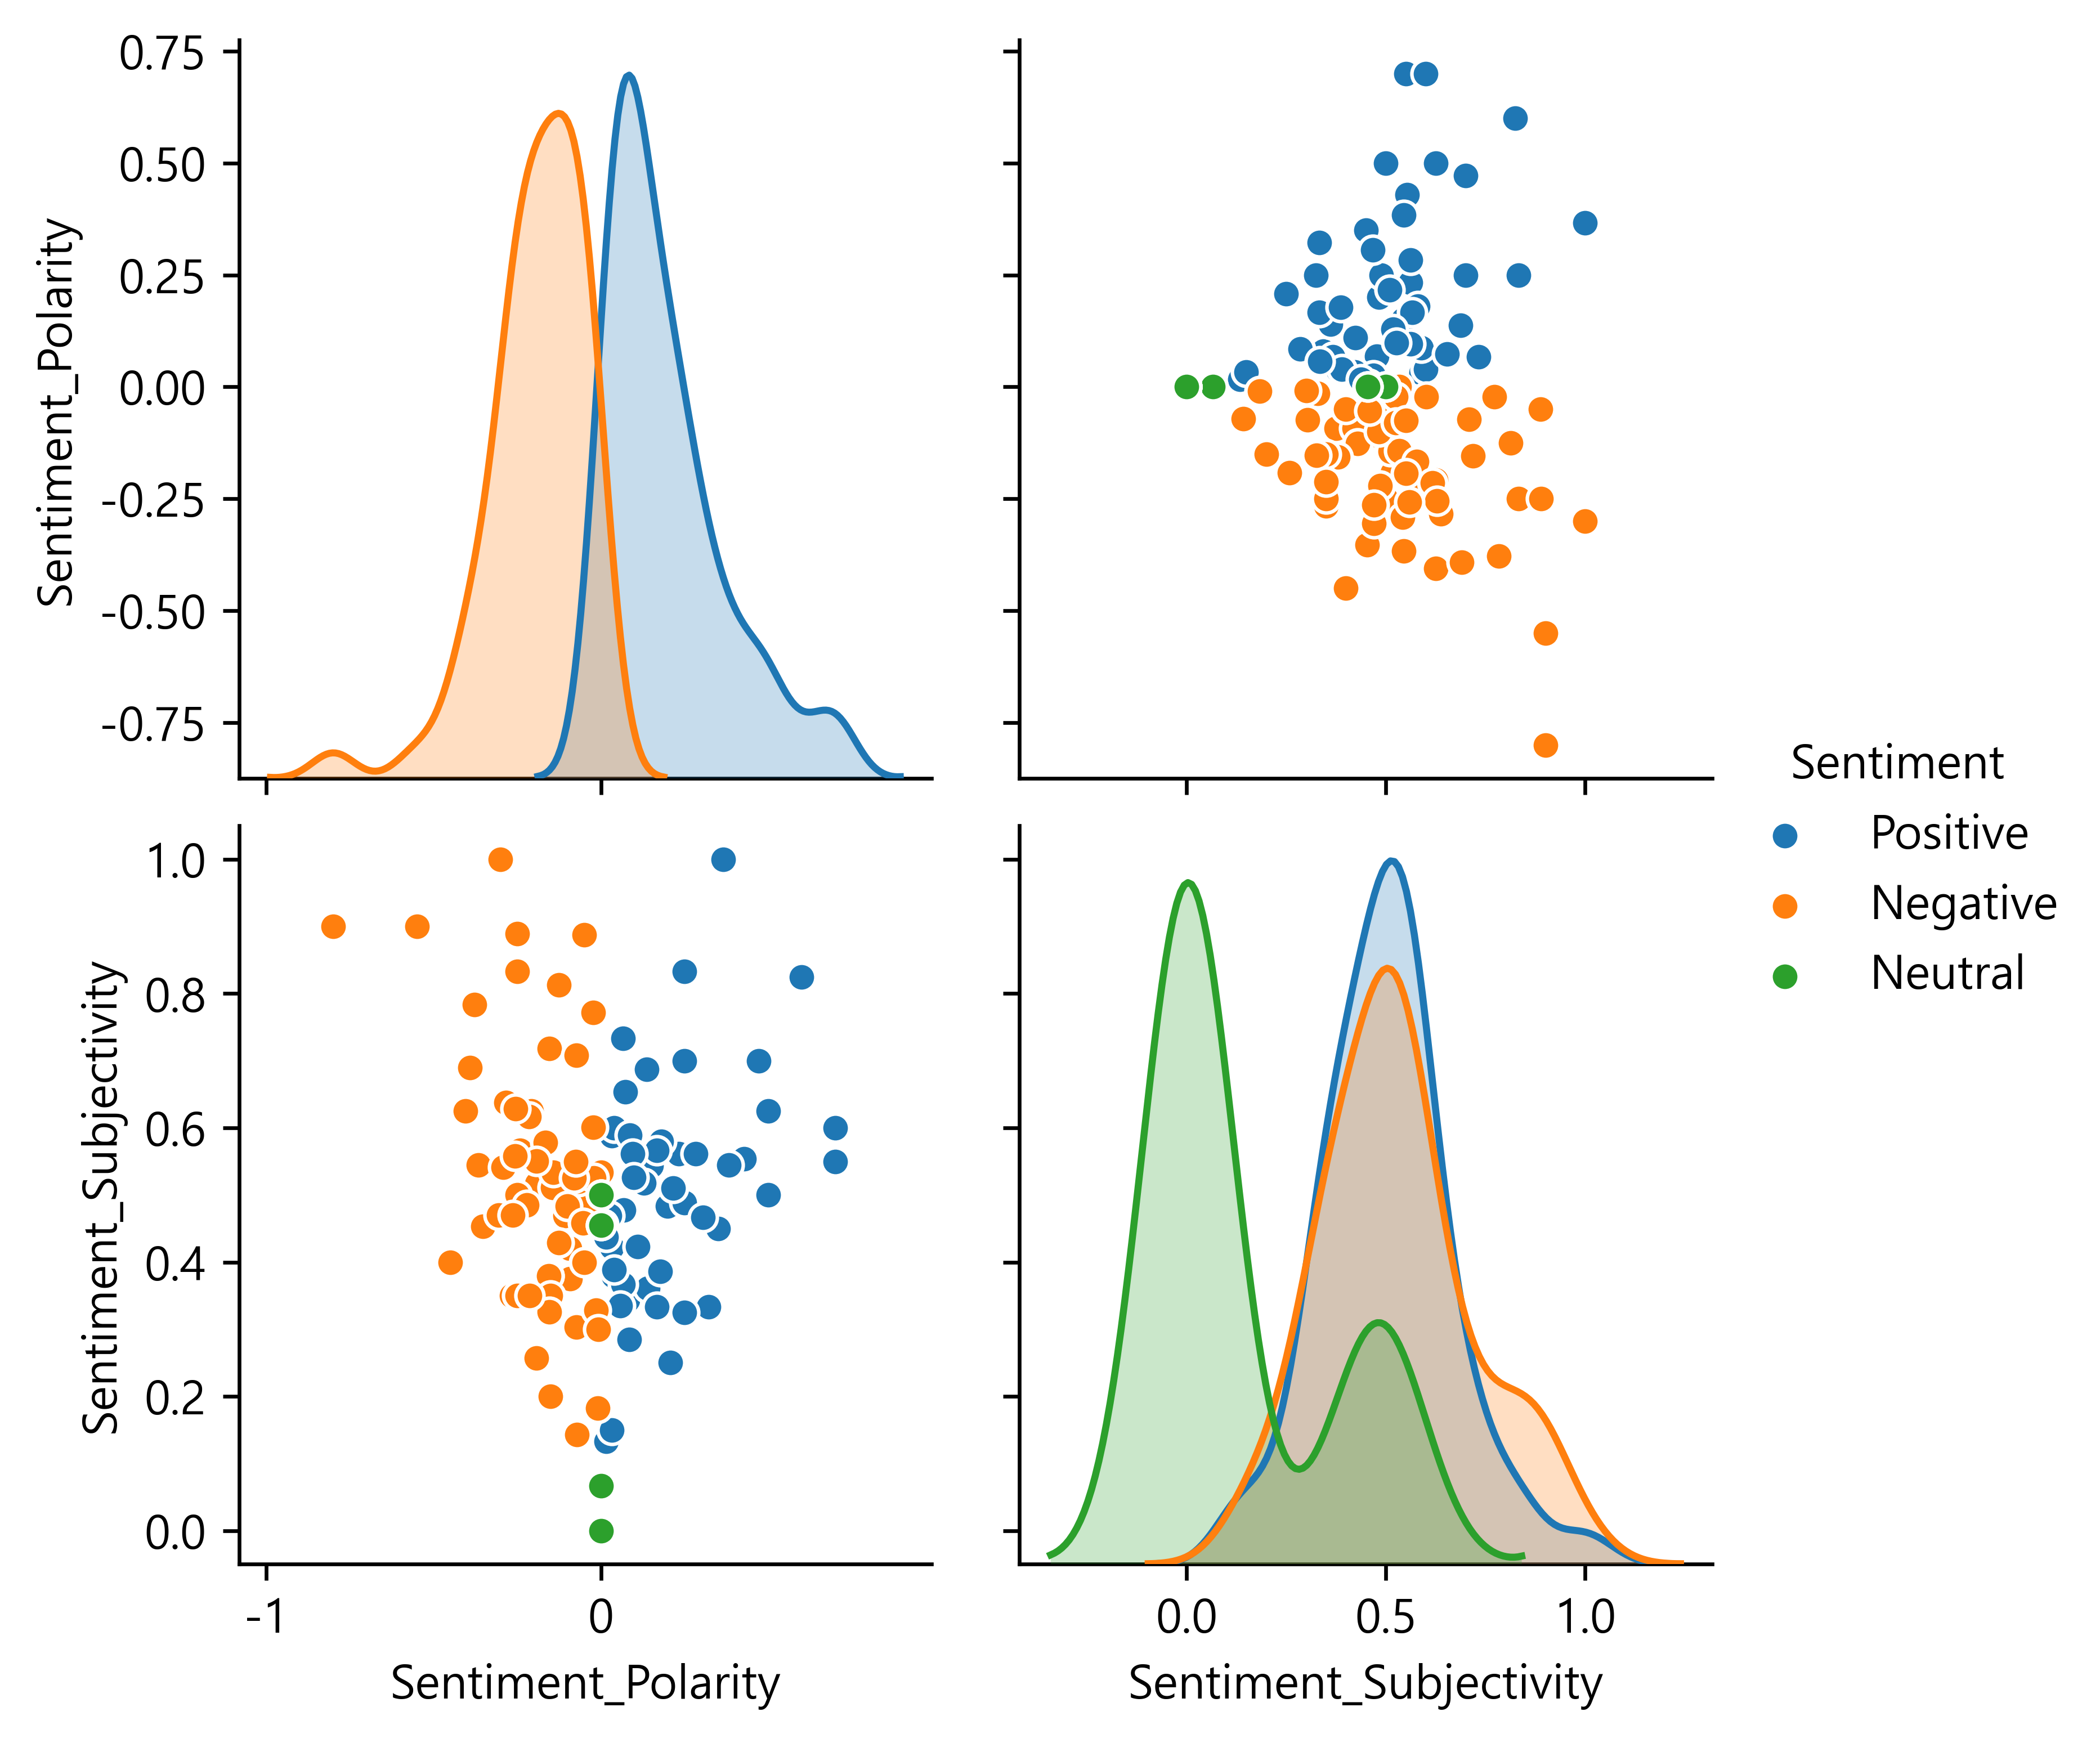 Sentiment_Polarity
0.75
0.50
0.25
0.00
-0.25
-0.50
-0.75
Sentiment_Subjectivity
1.0
0.8
0.6
0.4
0.2
0.0
-1 0
Sentiment_Polarity
0.0 0.5 1.0
Sentiment_Subjectivity
Sentiment
Positive
Negative
Neutral